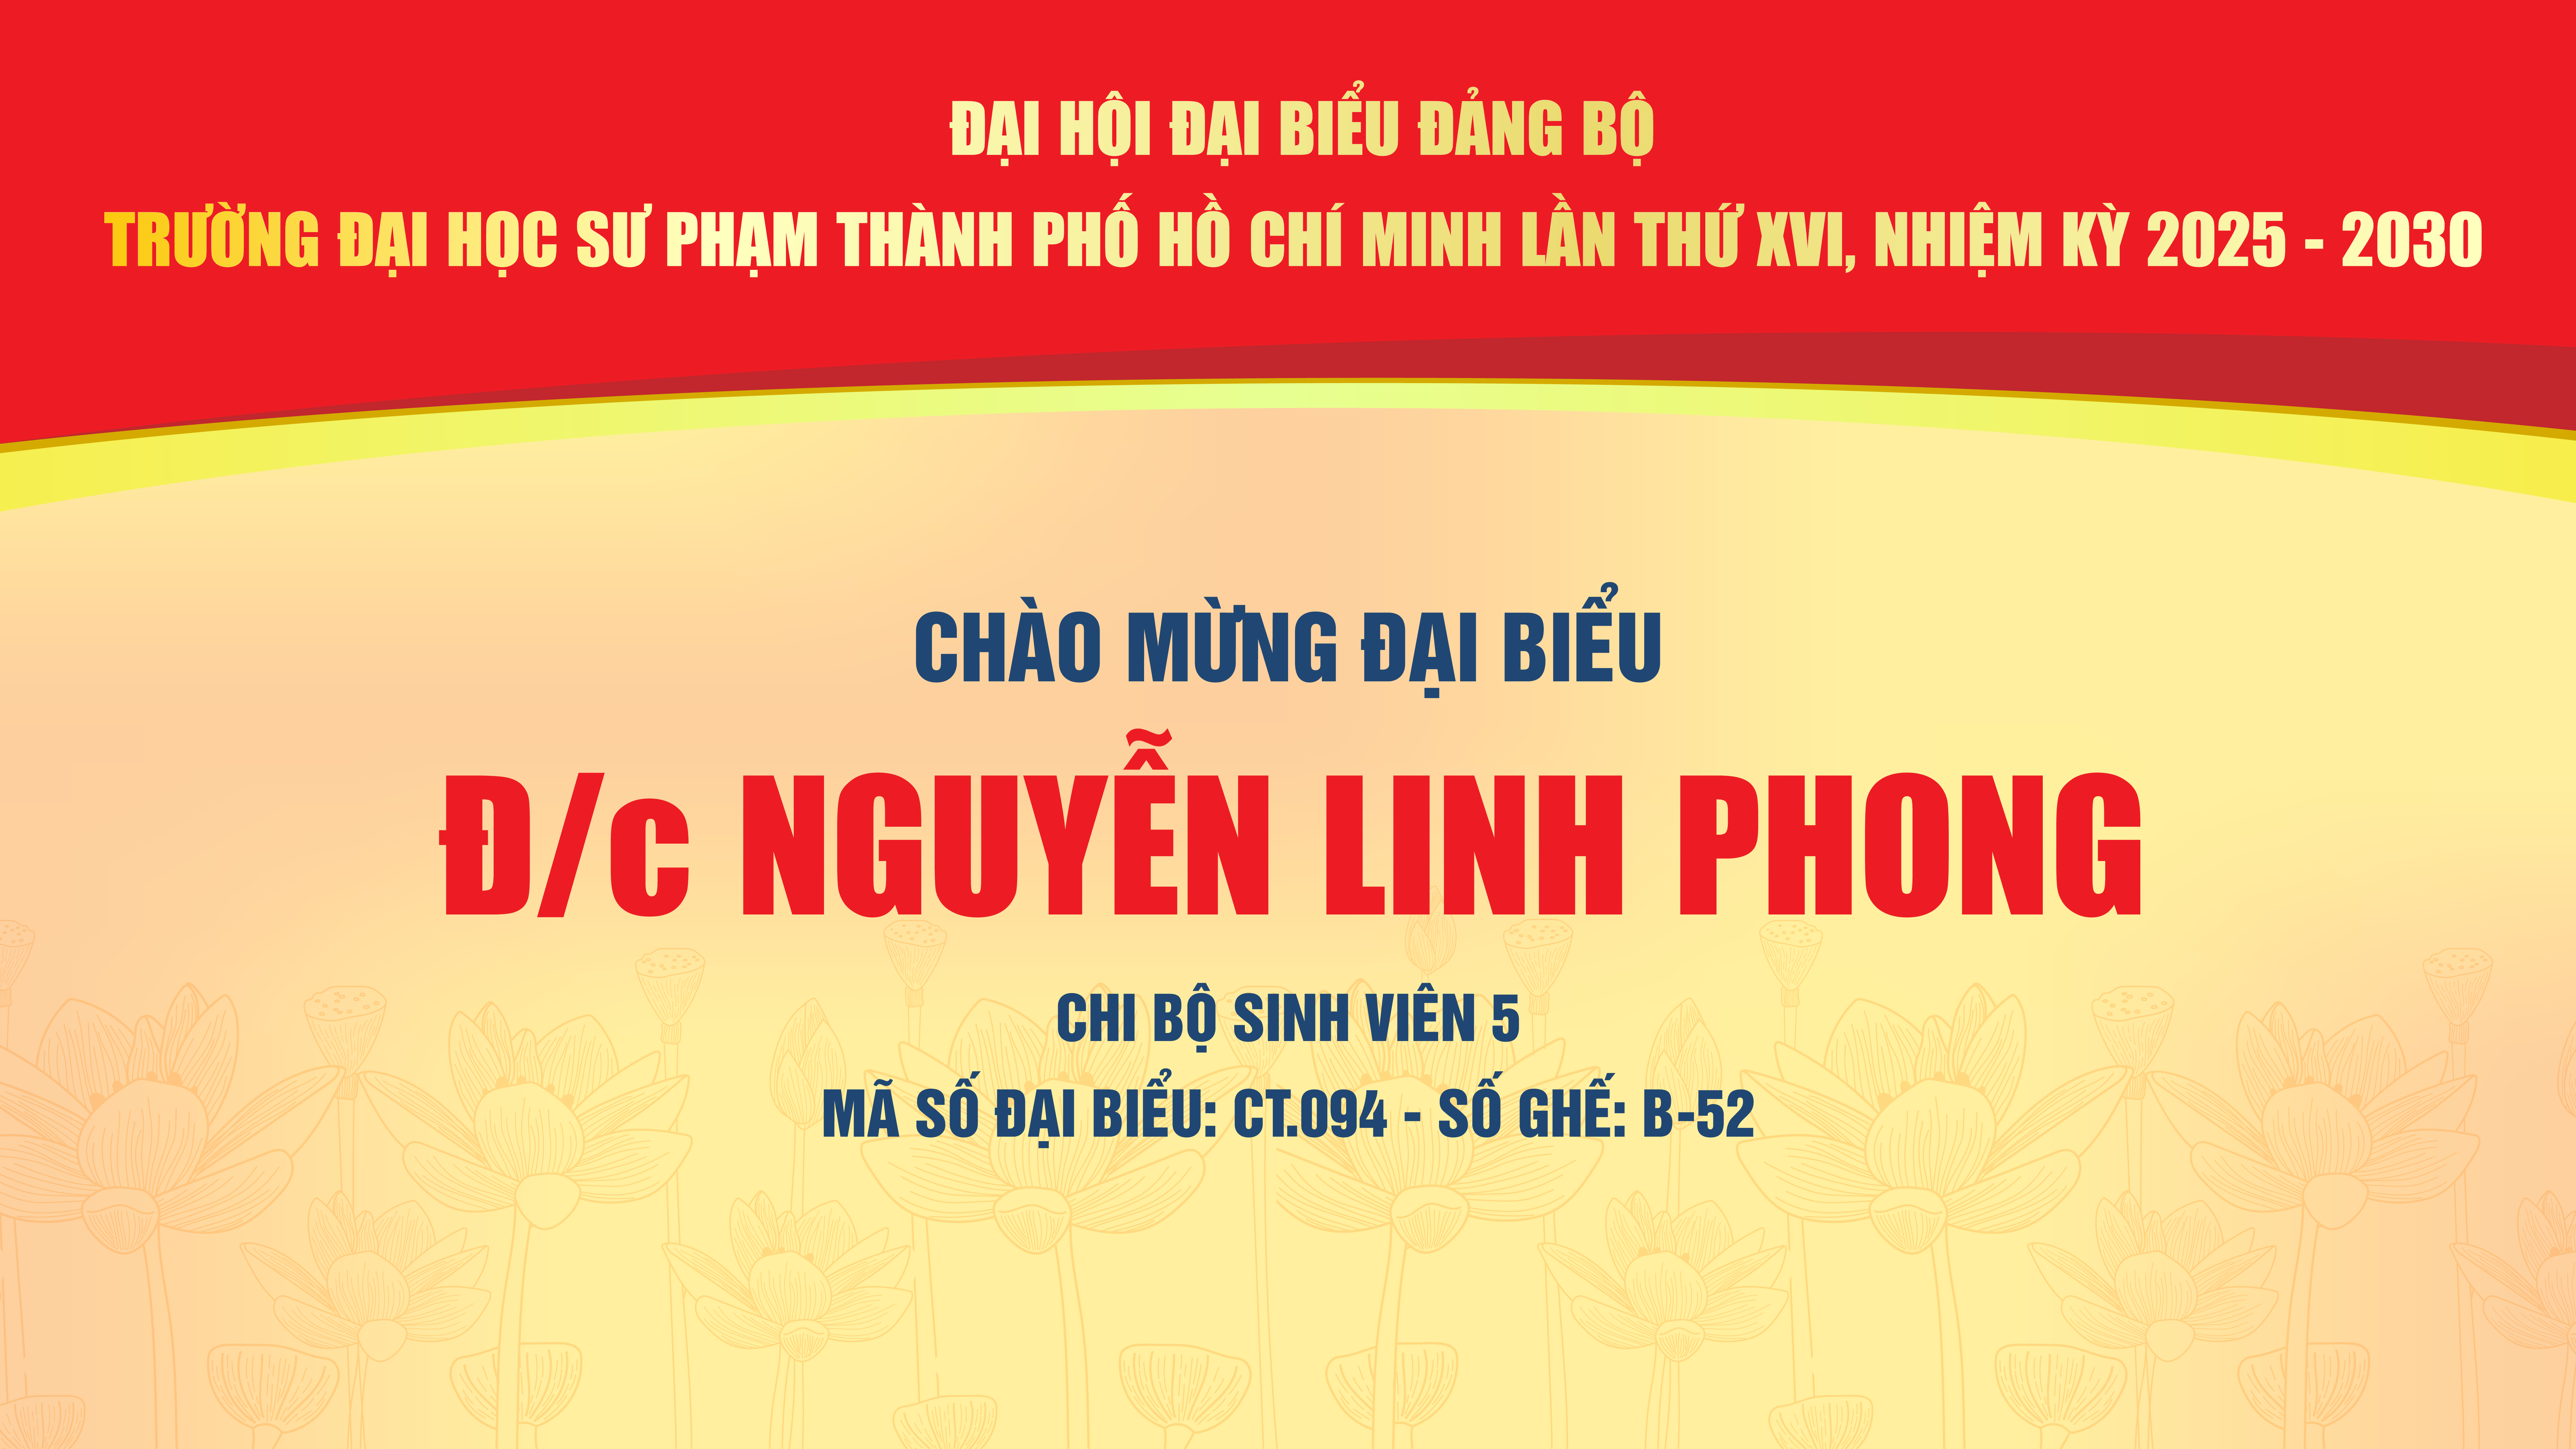 ĐẠI HỘI ĐẠI BIỂU ĐẢNG BỘ
TRƯỜNG ĐẠI HỌC SƯ PHẠM THÀNH PHỐ HỒ CHÍ MINH LẦN THỨ XVI, NHIỆM KỲ 2025 - 2030
CHÀO MỪNG ĐẠI BIỂU
Đ/c NGUYỄN LINH PHONG
CHI BỘ SINH VIÊN 5
MÃ SỐ ĐẠI BIỂU: CT.094 - SỐ GHẾ: B-52